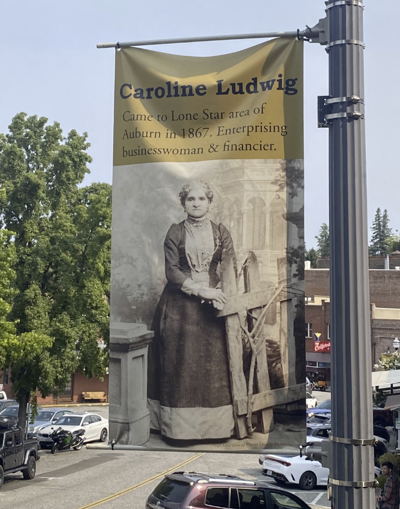 Caroline Ludwig
Came to Lone Star area of
Auburn in 1867. Enterprising
businesswoman & financier.